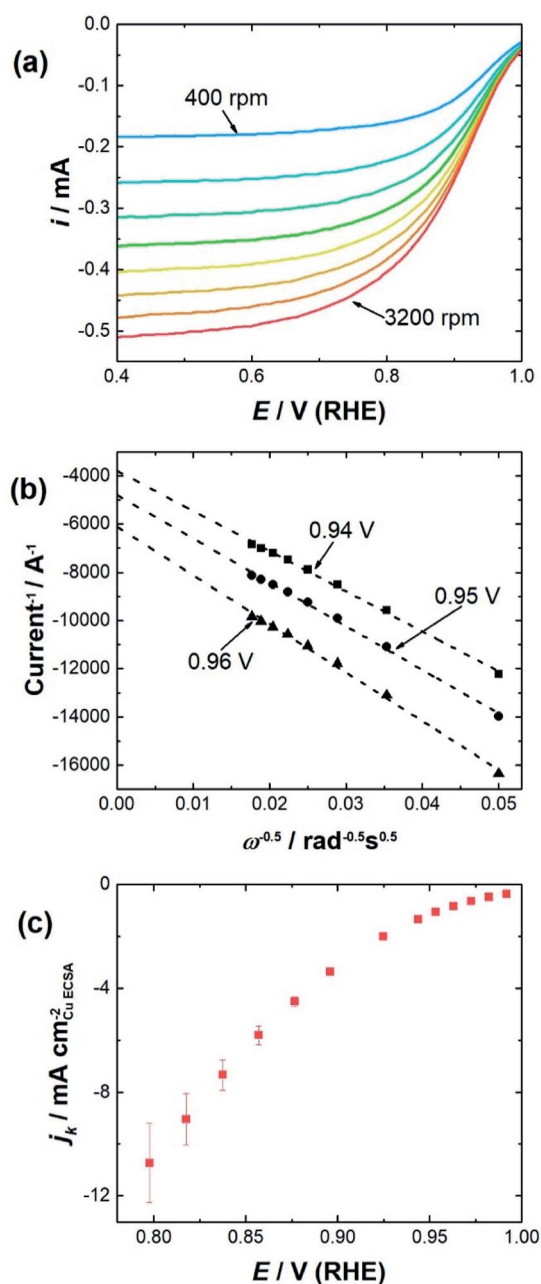 (a)
0.0
-0.1
-0.2
-0.3
-0.4
-0.5
i / mA
400 rpm
3200 rpm
0.4 0.6 0.8 1.0
E / V (RHE)
(b)
-4000
-6000
-8000
-10000
-12000
-14000
-16000
Current⁻¹ / A⁻¹
0.94 V
0.95 V
0.96 V
0.00 0.01 0.02 0.03 0.04 0.05
ω⁻⁰·⁵ / rad⁻⁰·⁵s⁰·⁵
(c)
0
-4
-8
-12
jₖ / mA cm⁻² Cu ECSA
0.80 0.85 0.90 0.95 1.00
E / V (RHE)